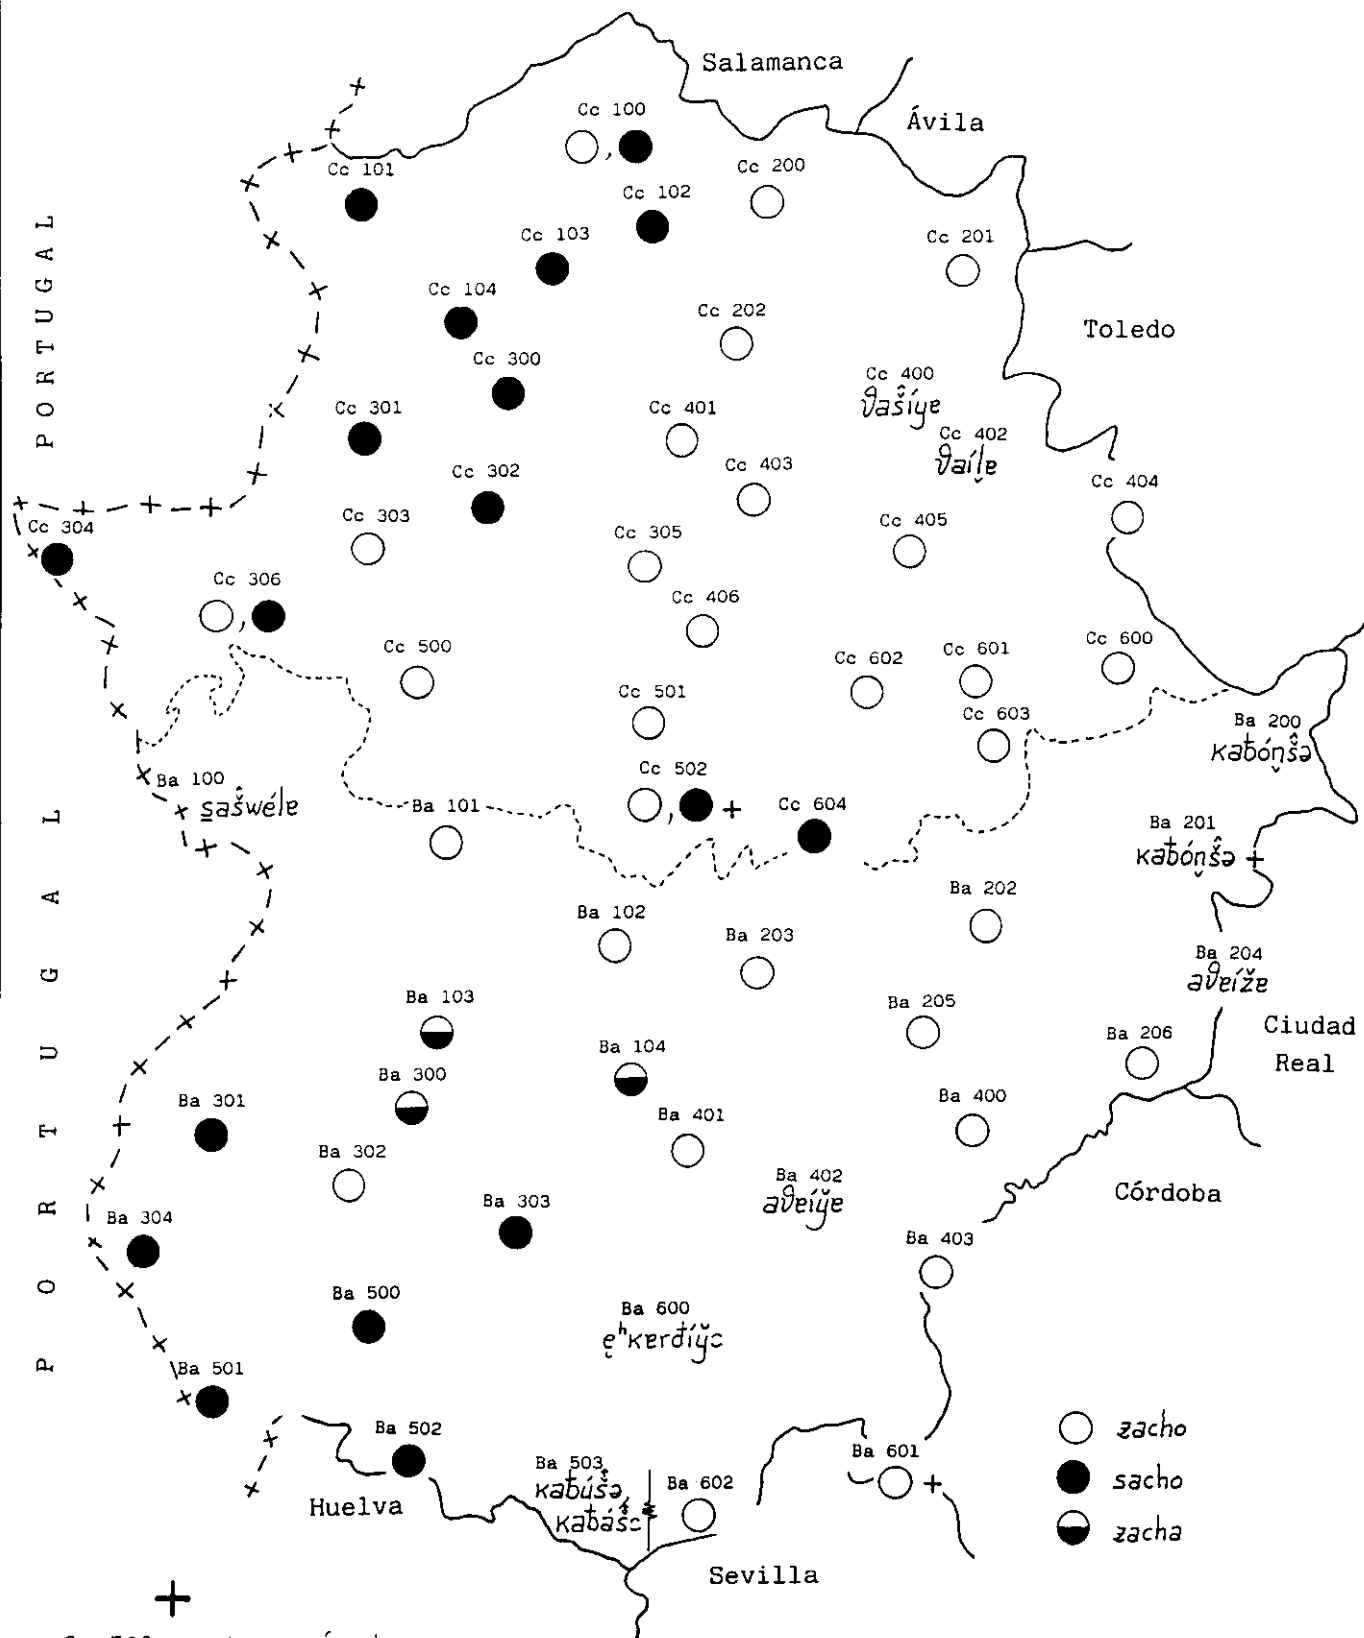 Salamanca
Cc 100
Ávila
Cc 101
Cc 200
Cc 102
Cc 103
Cc 201
Cc 104
Cc 202
Toledo
Cc 300
Cc 400
Cc 301
Cc 401
Cc 402
Cc 302
Cc 403
Cc 404
Cc 303
Cc 405
Cc 304
Cc 305
Cc 306
Cc 406
Cc 500
Cc 602
Cc 601
Cc 600
Cc 501
Cc 603
Ba 200
Cc 502
Ba 100
Ba 101
Cc 604
Ba 201
Ba 202
Ba 102
Ba 203
Ba 204
Ba 103
Ba 205
Ciudad
Real
Ba 104
Ba 206
Ba 300
Ba 301
Ba 401
Ba 400
Ba 302
Ba 402
Córdoba
Ba 303
Ba 304
Ba 403
Ba 500
Ba 600
Ba 501
zacho
Ba 502
Ba 503
Ba 602
Ba 601
sacho
Huelva
zacha
Sevilla
PORTUGAL
PORTUGAL